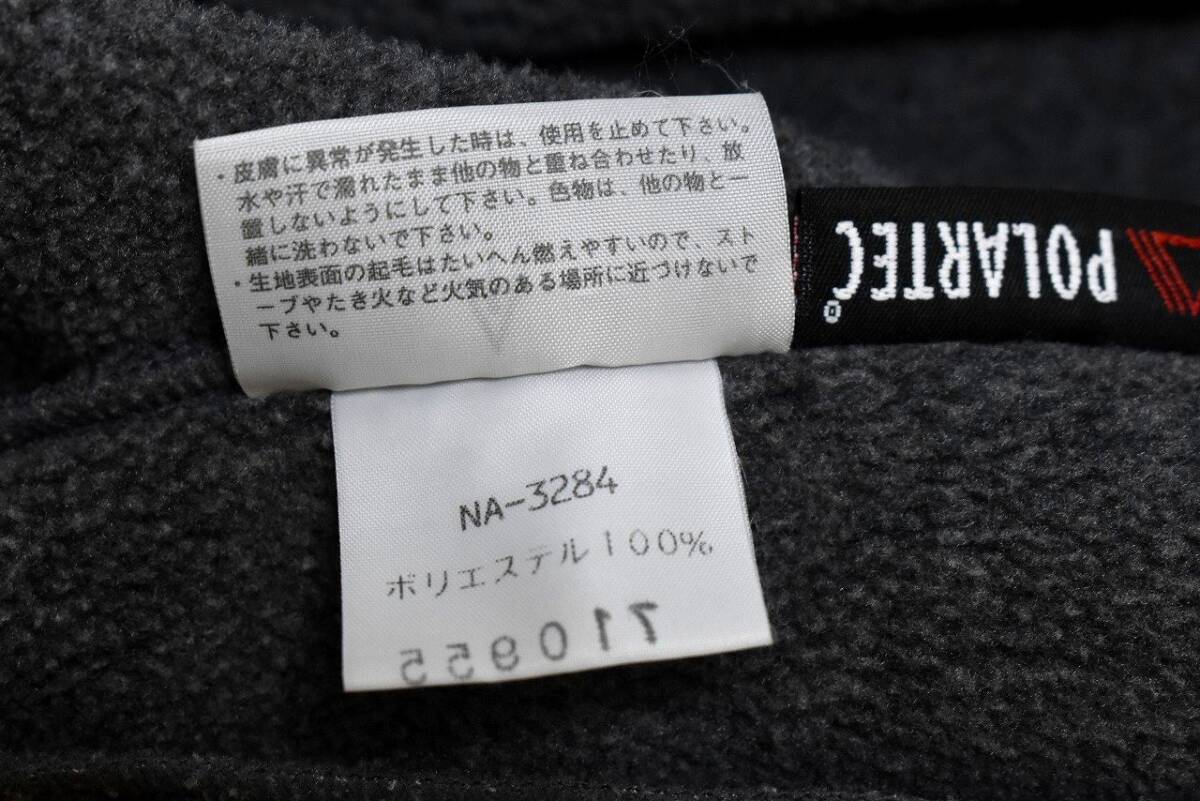 ・皮膚に異常が発生した時は、使用を止めて下さい。
水や汗で濡れたまま他の物と重ね合わせたり、放
置しないようにして下さい。色物は、他の物と一
緒に洗わないで下さい。
・生地表面の起毛はたいへん燃えやすいので、スト
ーブやたき火など火気のある場所に近づけないで
下さい。
POLARTEC®
NA-3284
ポリエステル100%
710955